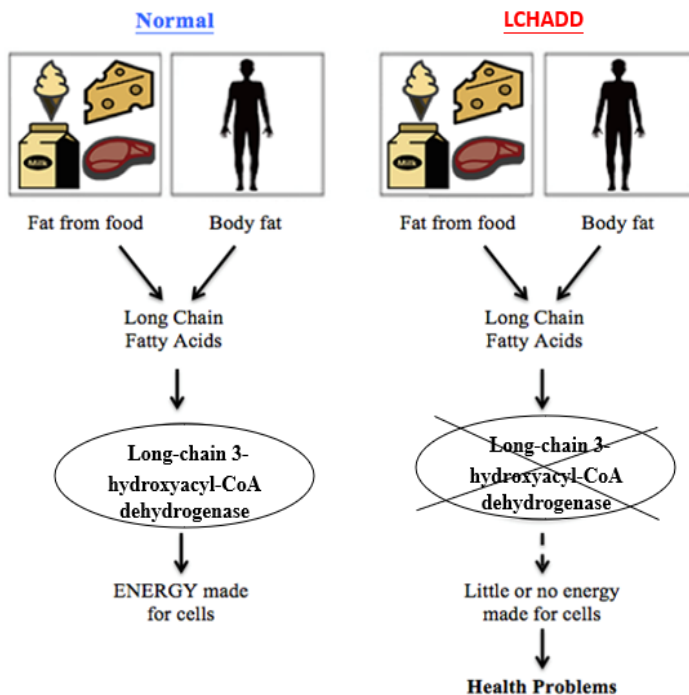 Normal
Milk
Fat from food
Body fat
Long Chain
Fatty Acids
Long-chain 3-
hydroxyacyl-CoA
dehydrogenase
ENERGY made
for cells
LCHADD
Milk
Fat from food
Body fat
Long Chain
Fatty Acids
Long-chain 3-
hydroxyacyl-CoA
dehydrogenase
Little or no energy
made for cells
Health Problems